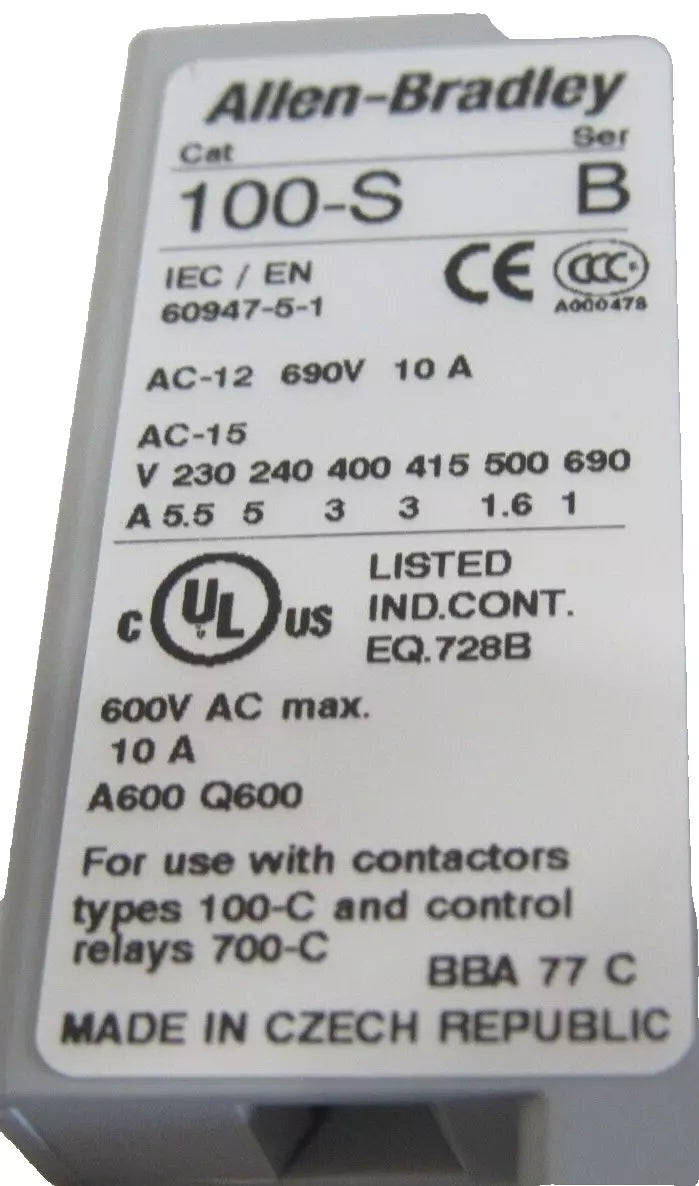 Allen-Bradley
Cat Ser
100-S B
IEC / EN
60947-5-1
CE CCC
A000478
AC-12 690V 10 A
AC-15
V 230 240 400 415 500 690
A 5.5 5 3 3 1.6 1
C UL US
LISTED
IND.CONT.
EQ.728B
600V AC max.
10 A
A600 Q600
For use with contactors
types 100-C and control
relays 700-C
BBA 77 C
MADE IN CZECH REPUBLIC